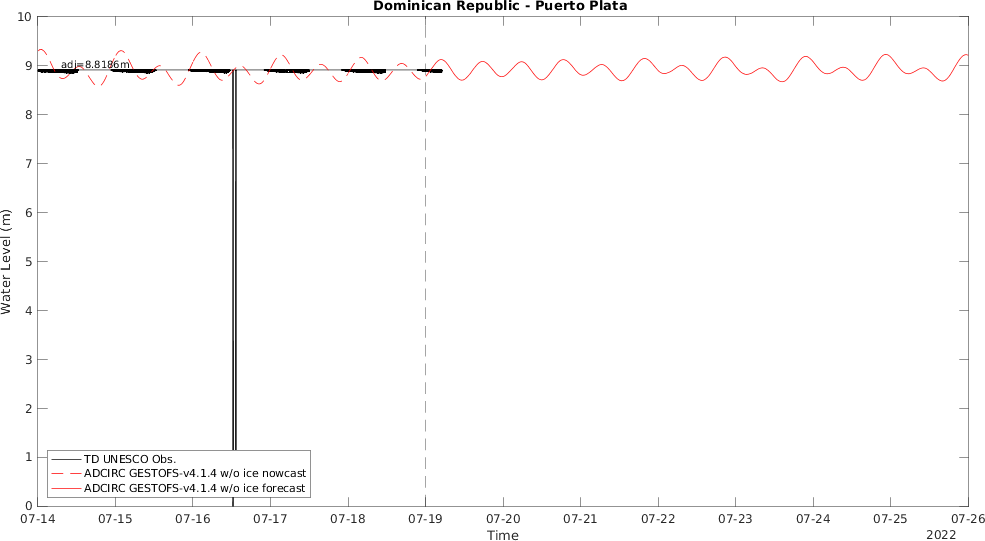 Dominican Republic - Puerto Plata
Water Level (m)
10
9
8
7
6
5
4
3
2
1
0
adj=8.8186m
TD UNESCO Obs.
ADCIRC GESTOFS-v4.1.4 w/o ice nowcast
ADCIRC GESTOFS-v4.1.4 w/o ice forecast
07-14 07-15 07-16 07-17 07-18 07-19 07-20 07-21 07-22 07-23 07-24 07-25 07-26
Time
2022